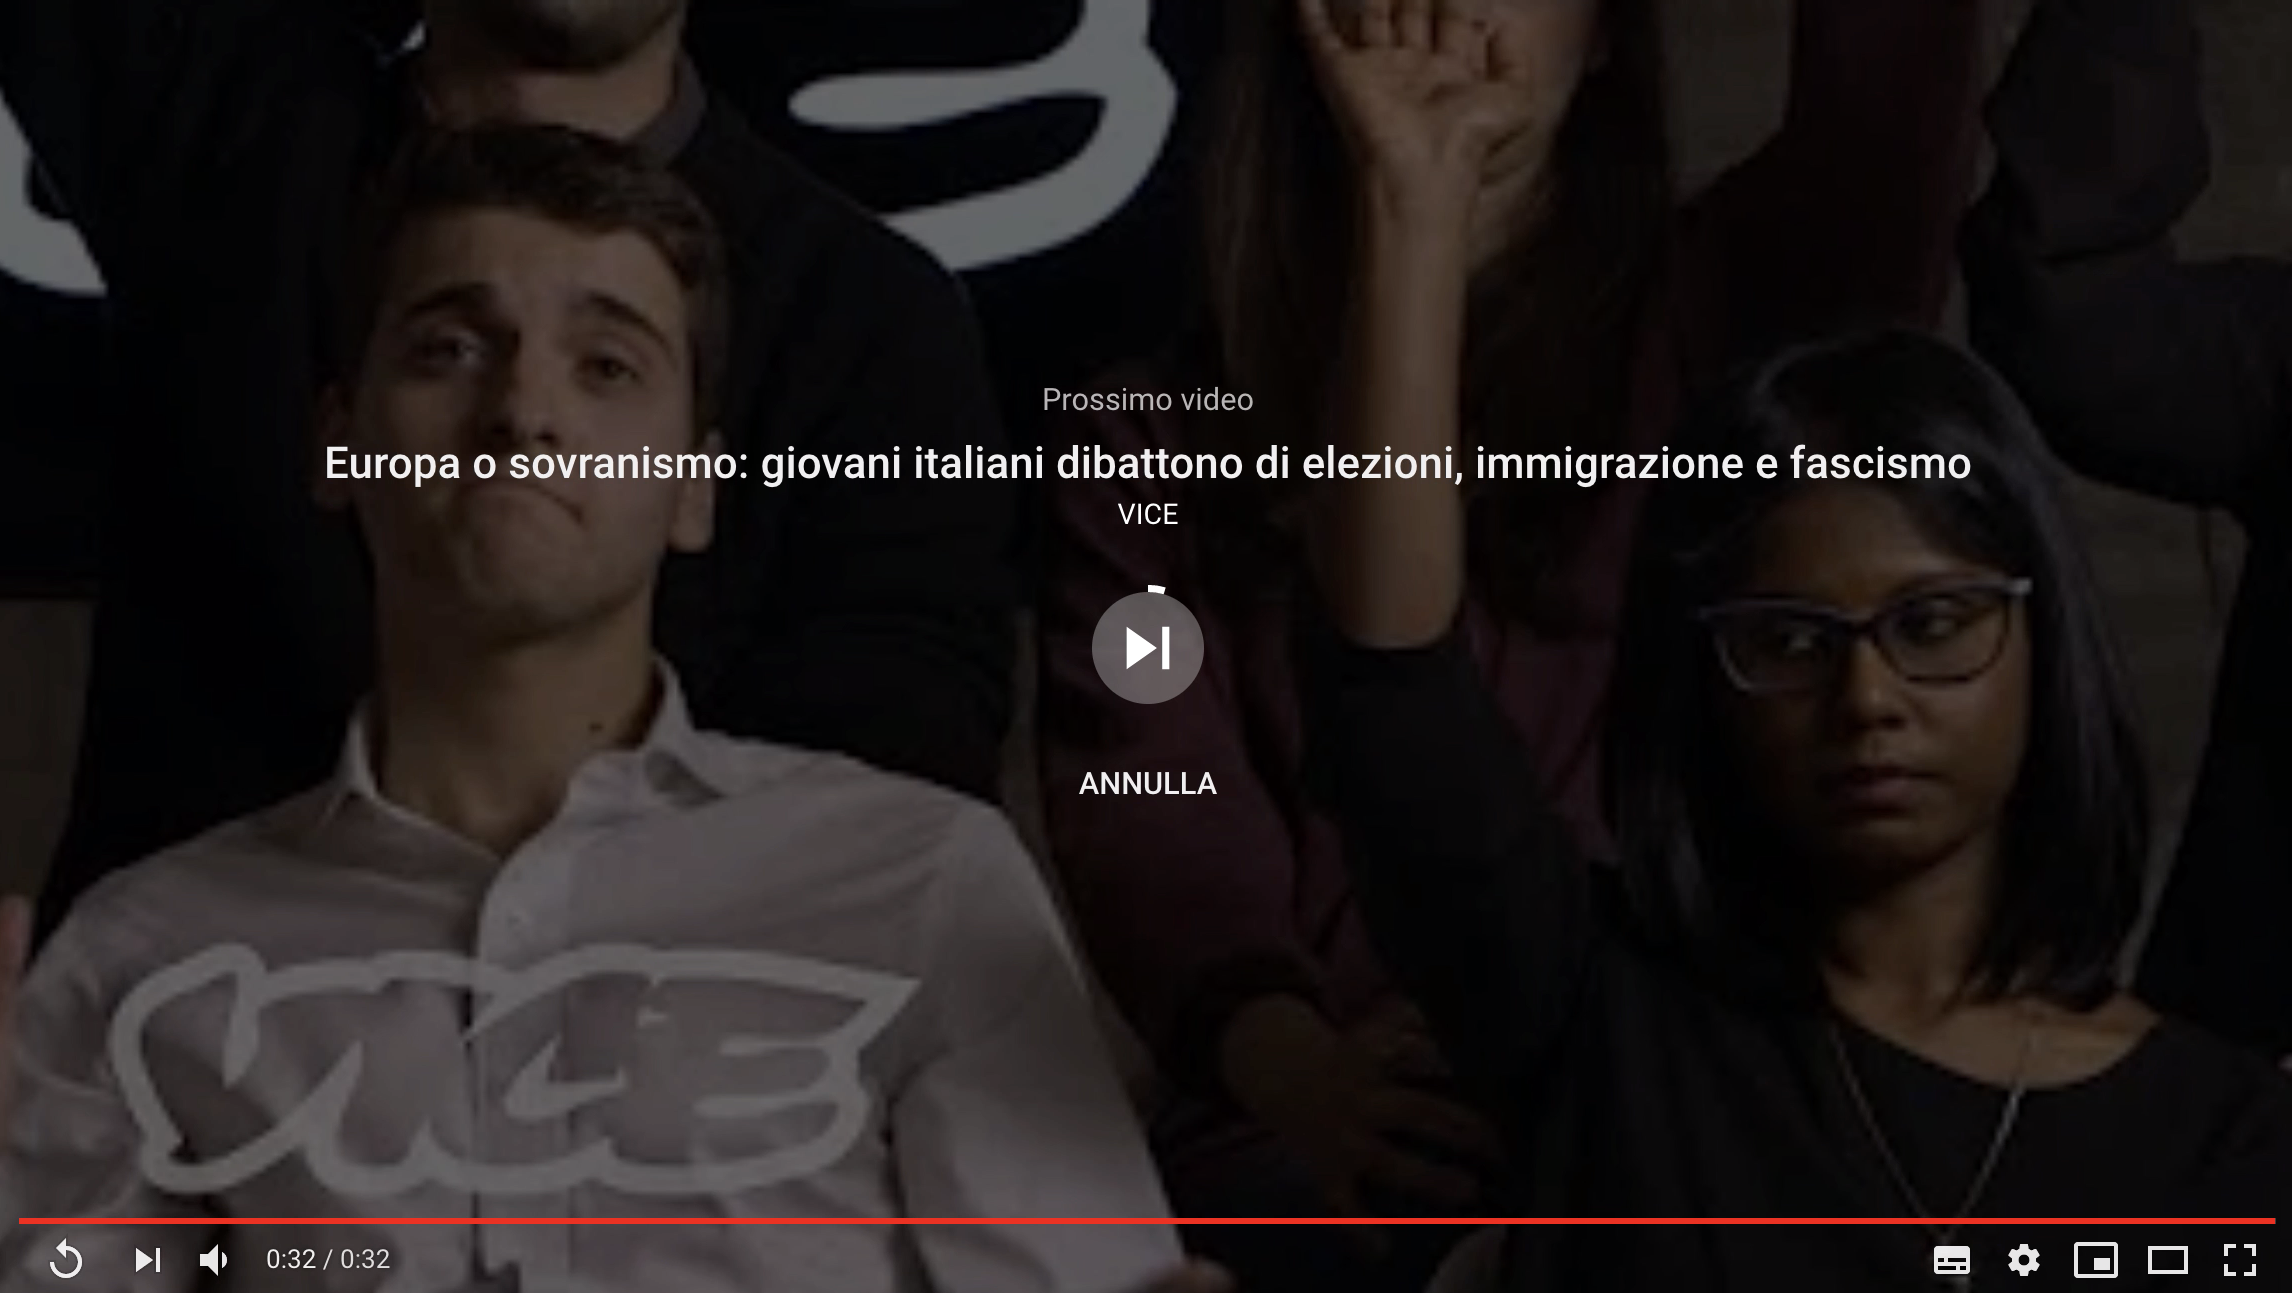 Prossimo video
Europa o sovranismo: giovani italiani dibattono di elezioni, immigrazione e fascismo
VICE
ANNULLA
VICE
0:32 / 0:32